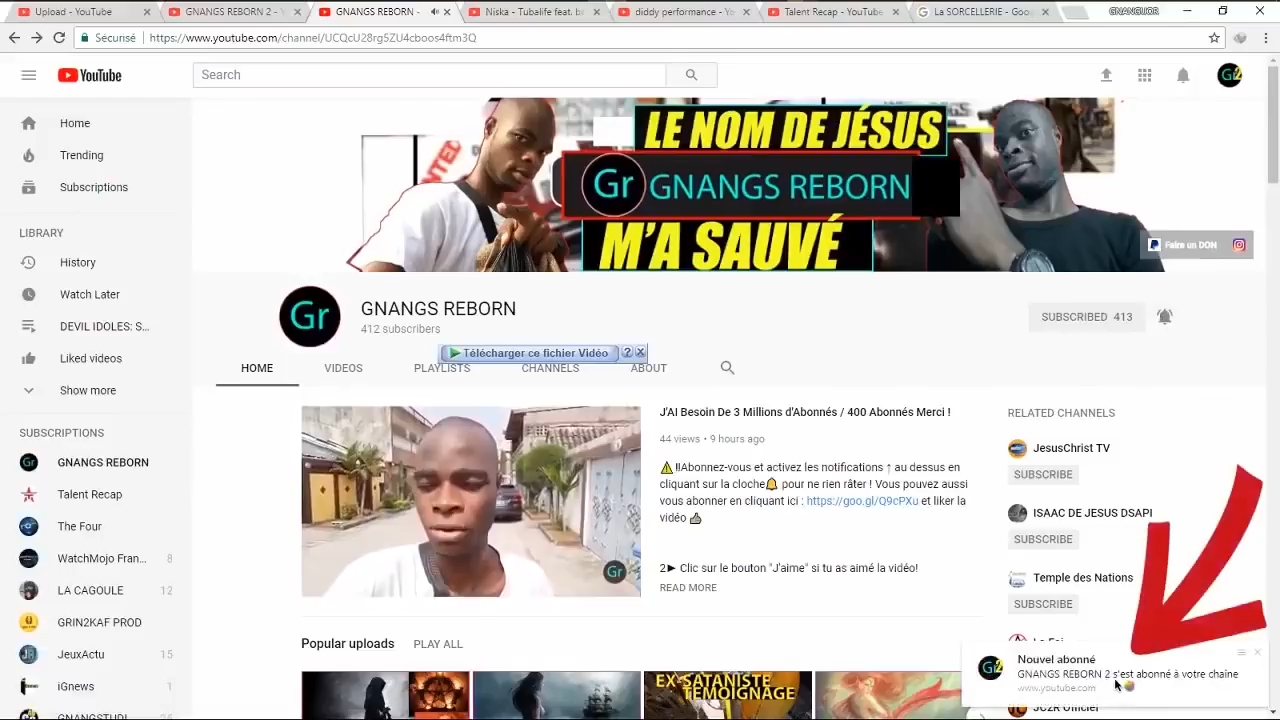 Upload - YouTube
GNANGS REBORN 2 - Y
GNANGS REBORN -
Niska - Tubalife feat. b
diddy performance - Yo
Talent Recap - YouTube
La SORCELLERIE - Goog
GNANGUOR
Sécurisé
https://www.youtube.com/channel/UCQcU28rg5ZU4cboos4ftm3Q
YouTube
Search
Gr2
Home
Trending
Subscriptions
LIBRARY
History
Watch Later
DEVIL IDOLES: S...
Liked videos
Show more
SUBSCRIPTIONS
GNANGS REBORN
Talent Recap
The Four
WatchMojo Fran... 8
LA CAGOULE 12
GRIN2KAF PROD
JeuxActu 15
iGnews 1
LE NOM DE JÉSUS
Gr GNANGS REBORN
M'A SAUVÉ
Faire un DON
Gr
GNANGS REBORN
412 subscribers
SUBSCRIBED 413
Télécharger ce fichier Vidéo ? X
HOME VIDEOS PLAYLISTS CHANNELS ABOUT
Gr
J'AI Besoin De 3 Millions d'Abonnés / 400 Abonnés Merci !
44 views • 9 hours ago
⚠️!!Abonnez-vous et activez les notifications ↑ au dessus en
cliquant sur la cloche🔔 pour ne rien râter ! Vous pouvez aussi
vous abonner en cliquant ici : https://goo.gl/Q9cPXu et liker la
vidéo 👍
2► Clic sur le bouton "J'aime" si tu as aimé la vidéo!
READ MORE
RELATED CHANNELS
JesusChrist TV
SUBSCRIBE
ISAAC DE JESUS DSAPI
SUBSCRIBE
Temple des Nations
SUBSCRIBE
Popular uploads PLAY ALL
EX-SATANISTE
TÉMOIGNAGE
Gr2
Nouvel abonné
GNANGS REBORN 2 s'est abonné à votre chaîne
www.youtube.com
JC2R Officiel